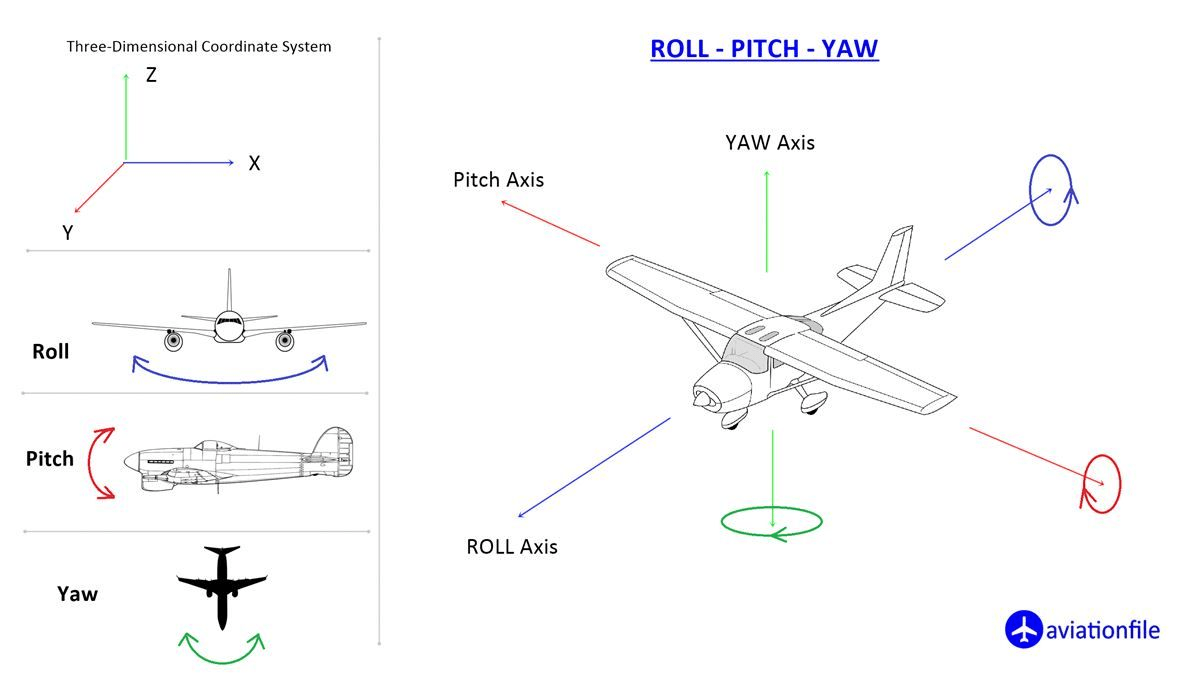 Three-Dimensional Coordinate System
Z
X
Y
Roll
Pitch
Yaw
ROLL - PITCH - YAW
YAW Axis
Pitch Axis
ROLL Axis
aviationfile